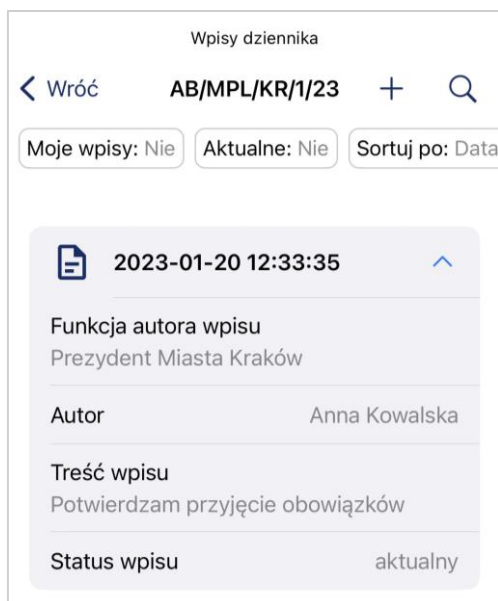 Wpisy dziennika
Wróć AB/MPL/KR/1/23
Moje wpisy: Nie Aktualne: Nie Sortuj po: Data
2023-01-20 12:33:35
Funkcja autora wpisu
Prezydent Miasta Kraków
Autor Anna Kowalska
Treść wpisu
Potwierdzam przyjęcie obowiązków
Status wpisu aktualny